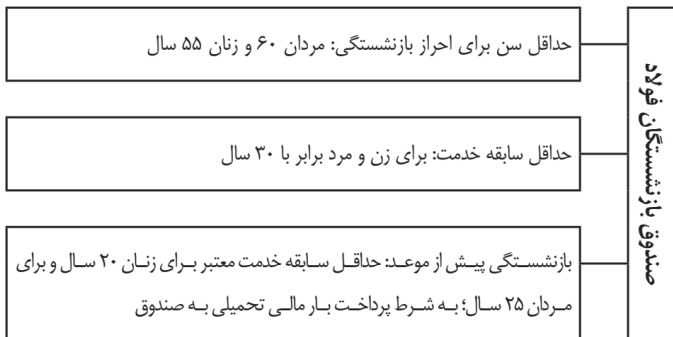 صندوق بازنشستگان فولاد
حداقل سن برای احراز بازنشستگی: مردان ۶۰ و زنان ۵۵ سال
حداقل سابقه خدمت: برای زن و مرد برابر با ۳۰ سال
بازنشستگی پیش از موعد: حداقل سابقه خدمت معتبر برای زنان ۲۰ سال و برای
مردان ۲۵ سال؛ به شرط پرداخت بار مالی تحمیلی به صندوق